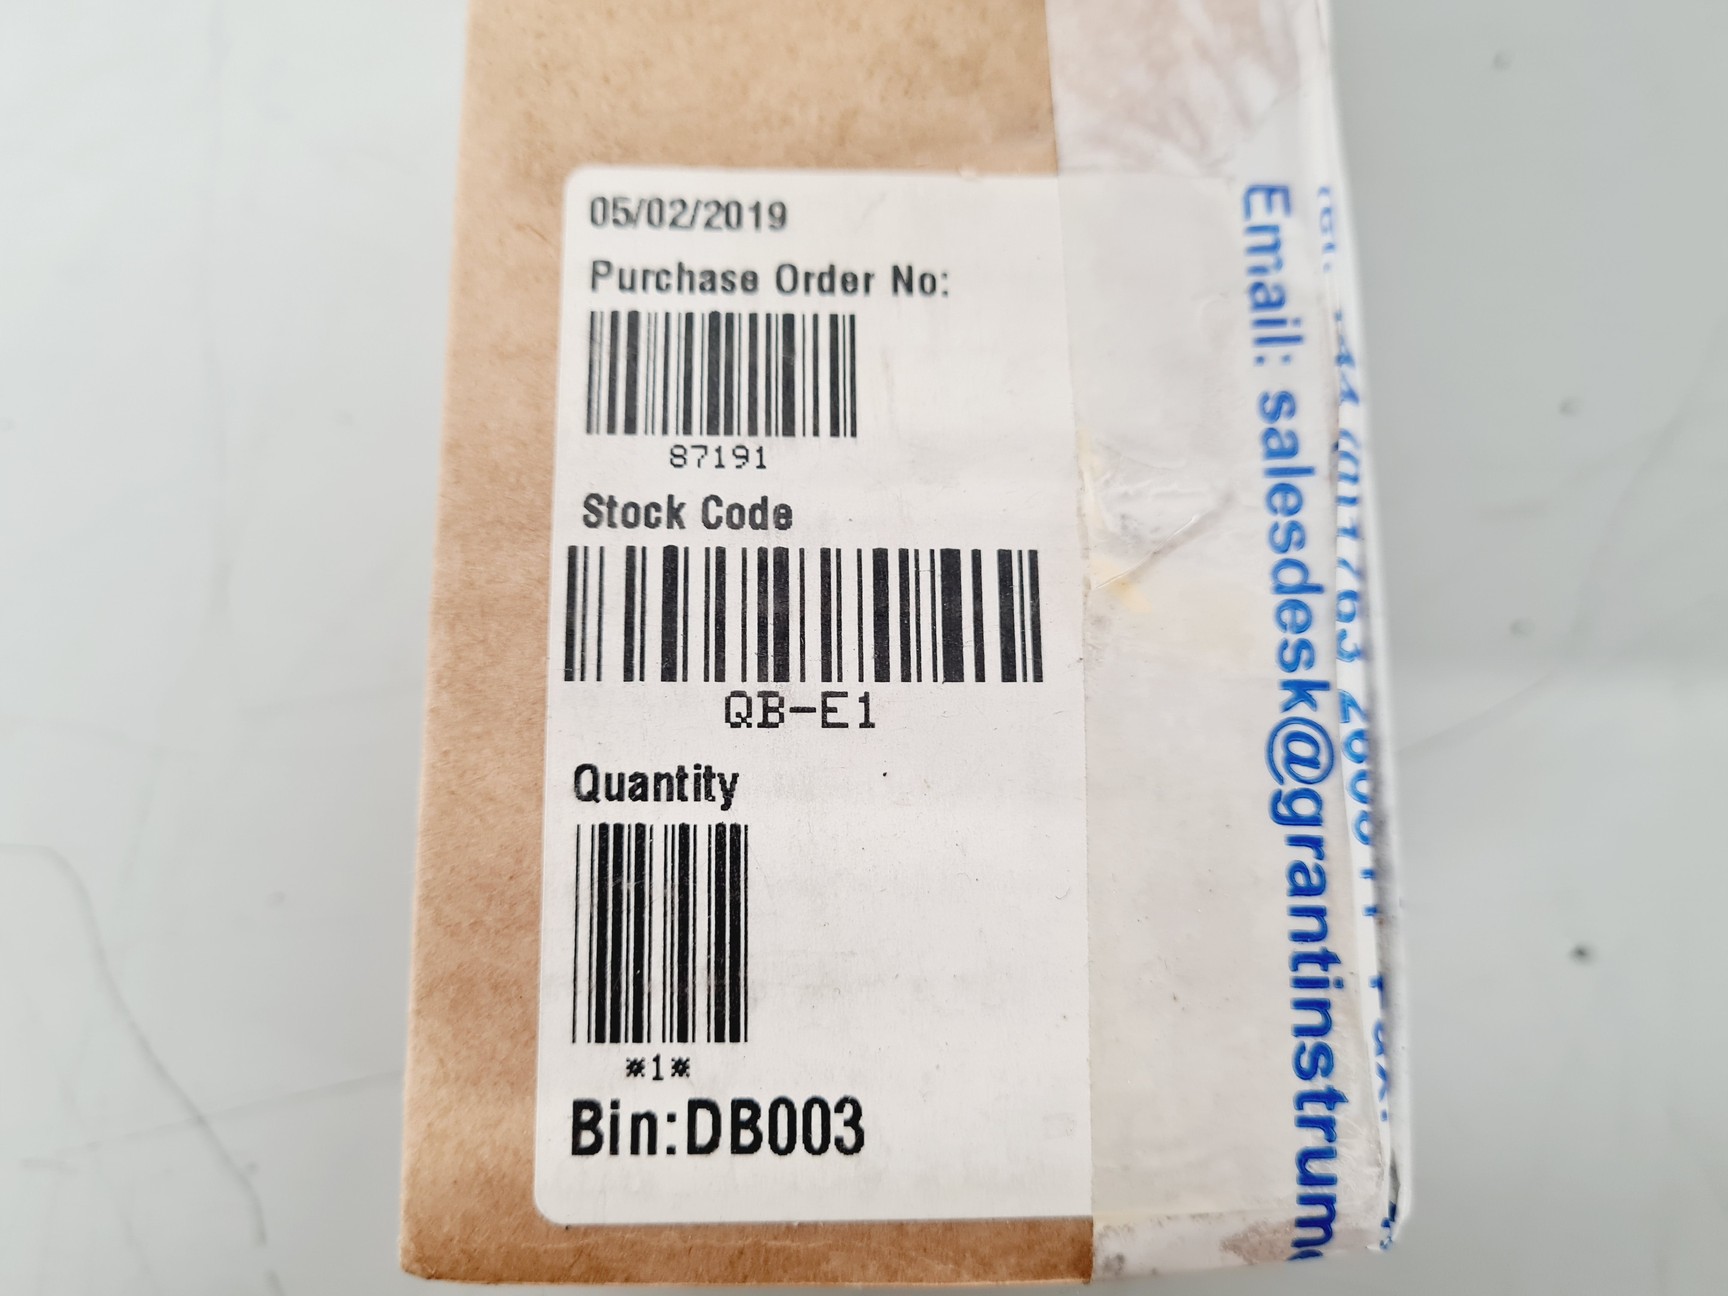 05/02/2019
Purchase Order No:
87191
Stock Code
QB-E1
Quantity
*1*
Bin:DB003
Email: salesdesk@grantinstrum